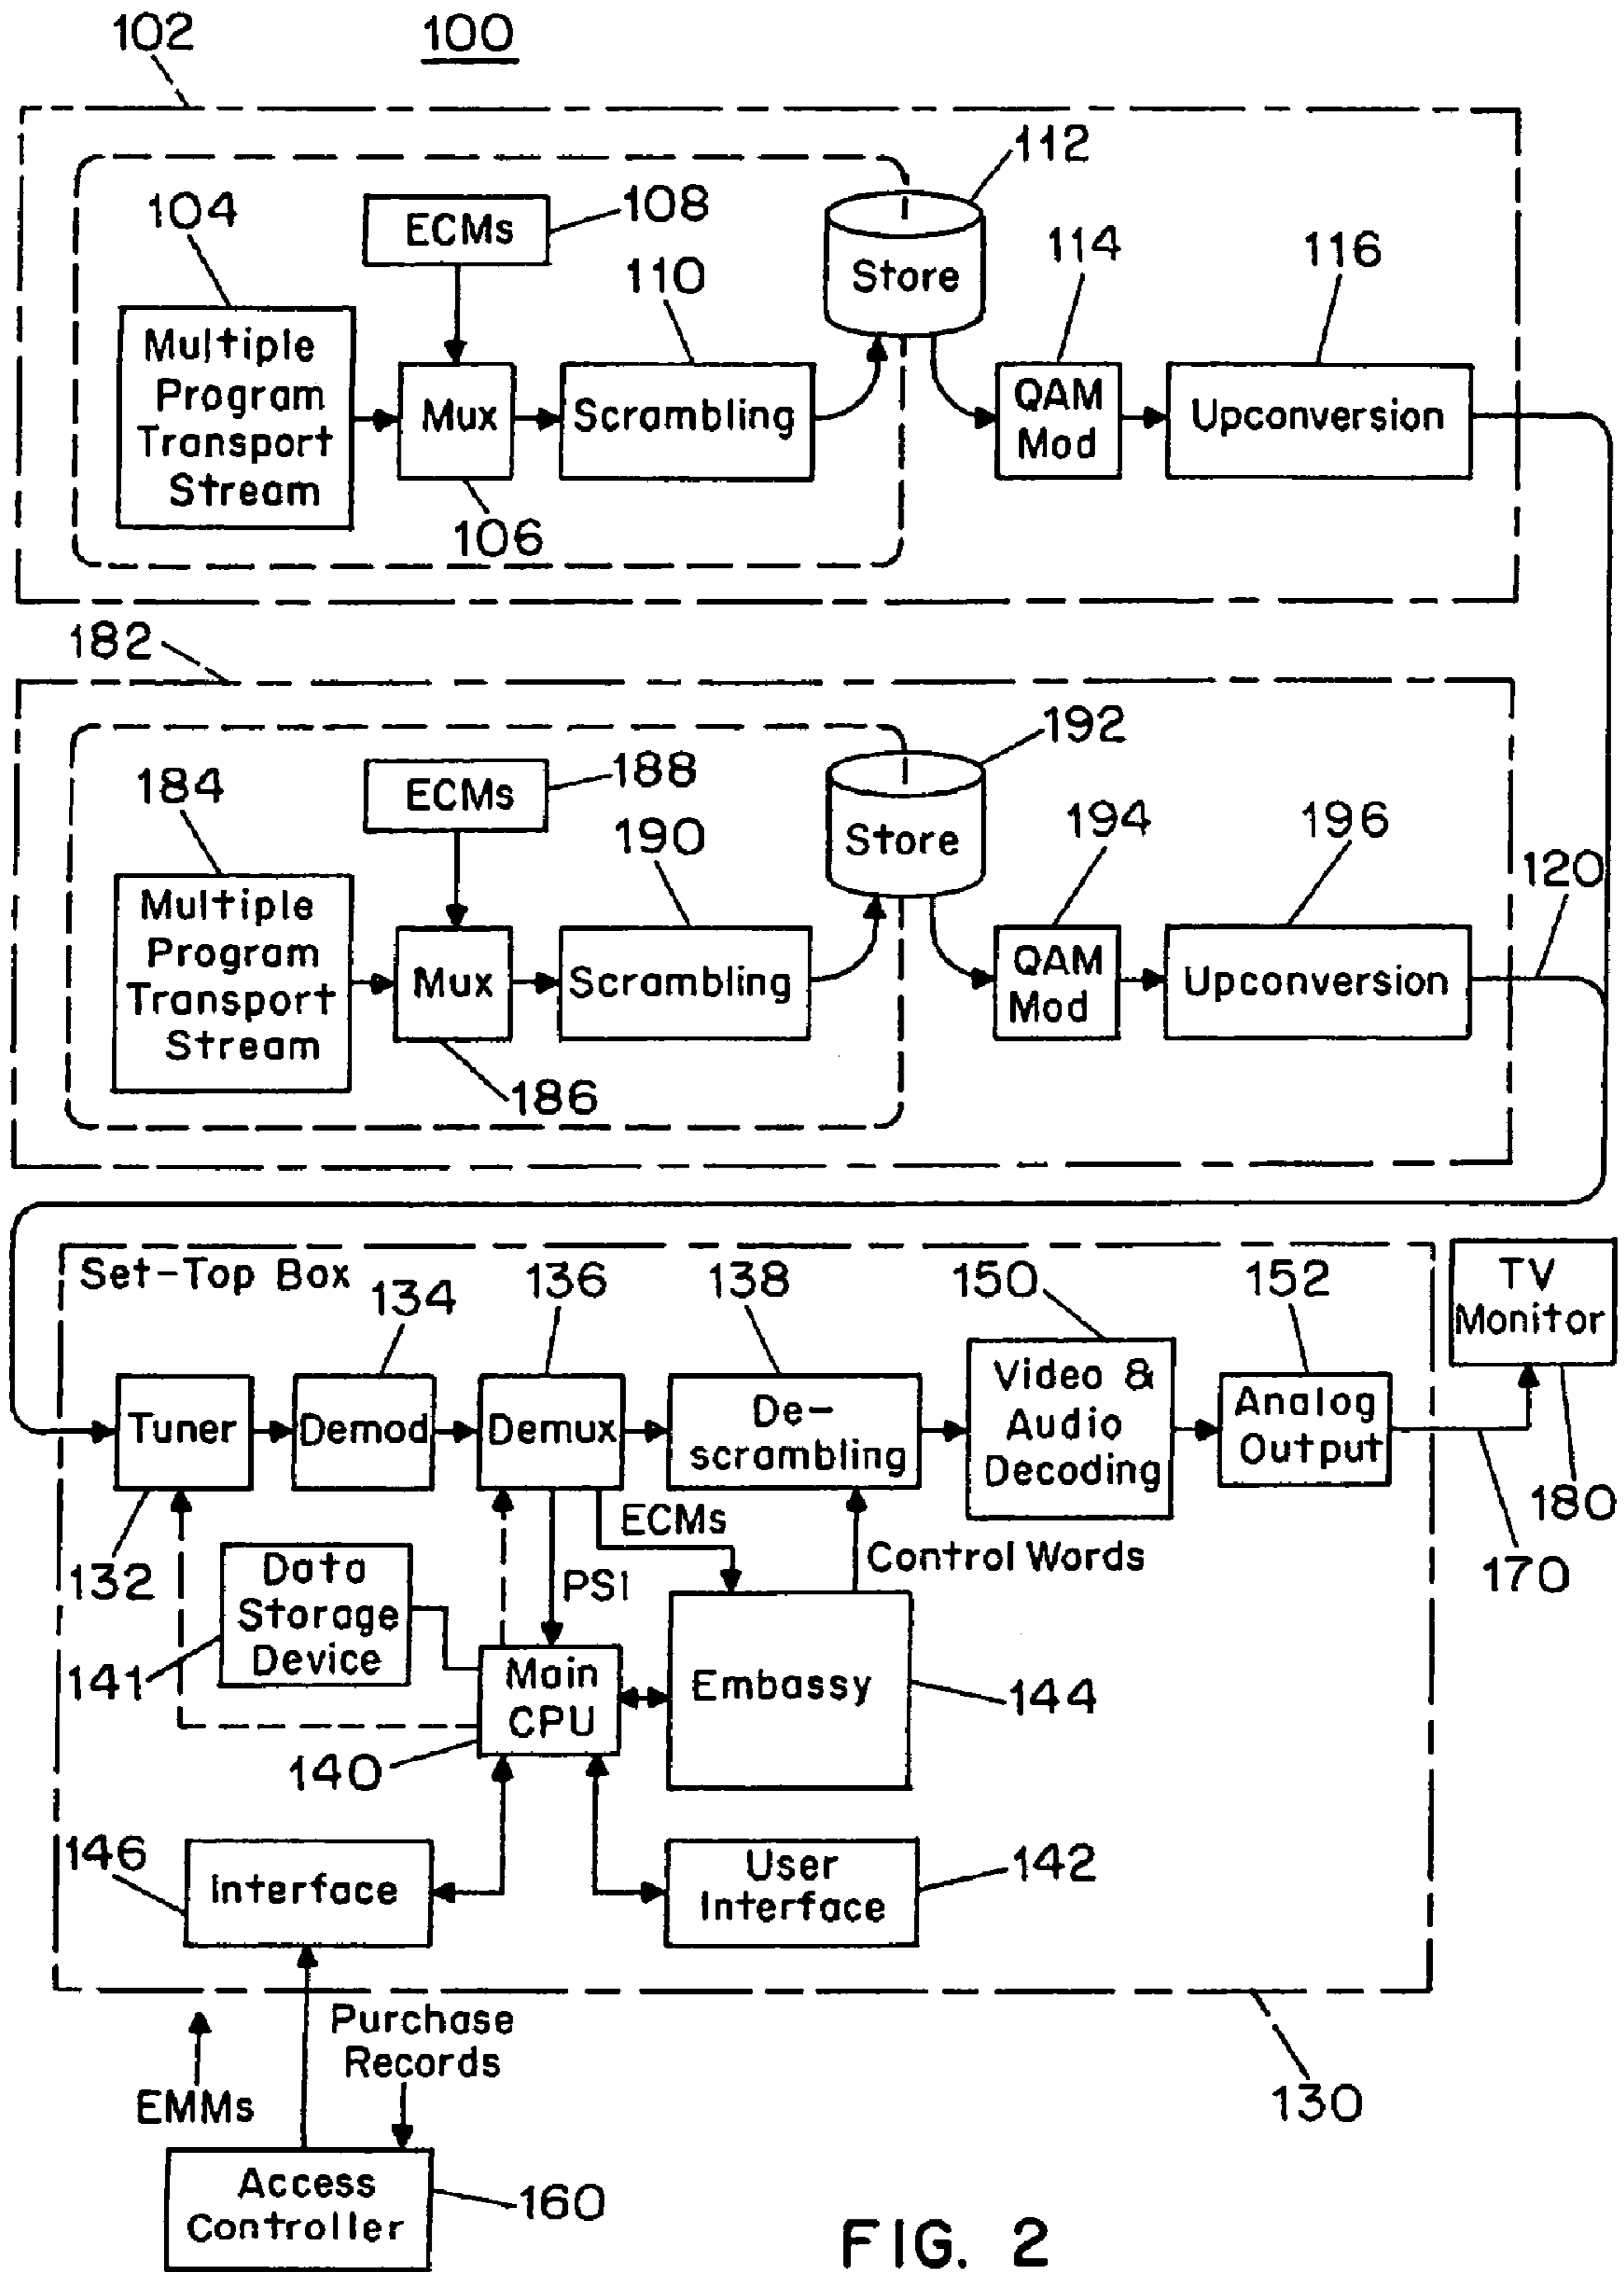 102
100
112
104
ECMs
108
110
114
116
Store
Multiple
Program
Transport
Stream
Mux
Scrambling
QAM
Mod
Upconversion
106
182
192
184
ECMs
188
190
194
196
120
Store
Multiple
Program
Transport
Stream
Mux
Scrambling
QAM
Mod
Upconversion
186
Set-Top Box
134
136
138
150
152
TV
Monitor
Tuner
Demod
Demux
De-
scrambling
Video &
Audio
Decoding
Analog
Output
180
170
132
ECMs
Control Words
PSI
Data
Storage
Device
141
Main
CPU
140
Embassy
144
146
Interface
User
Interface
142
Purchase
Records
EMMs
130
Access
Controller
160
FIG. 2